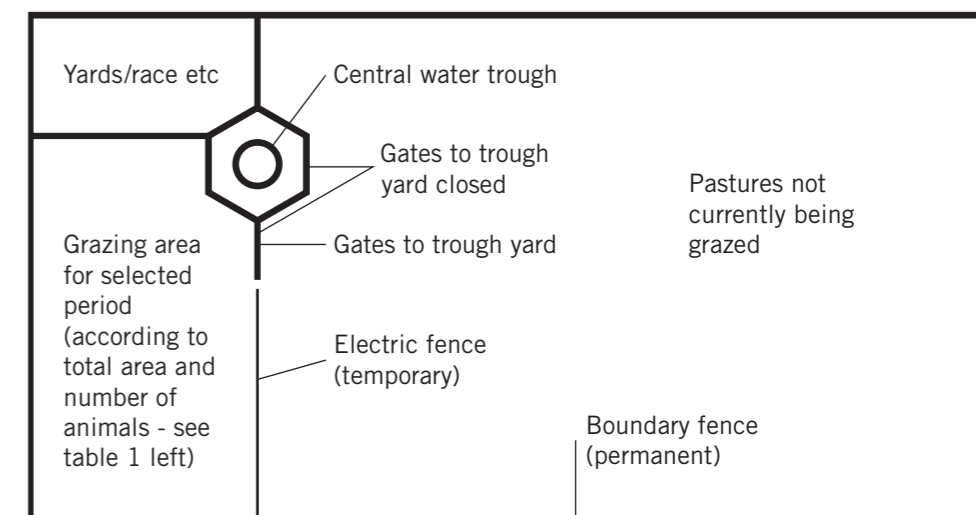 Yards/race etc
Central water trough
Gates to trough
yard closed
Pastures not
currently being
grazed
Grazing area
for selected
period
(according to
total area and
number of
animals - see
table 1 left)
Gates to trough yard
Electric fence
(temporary)
Boundary fence
(permanent)